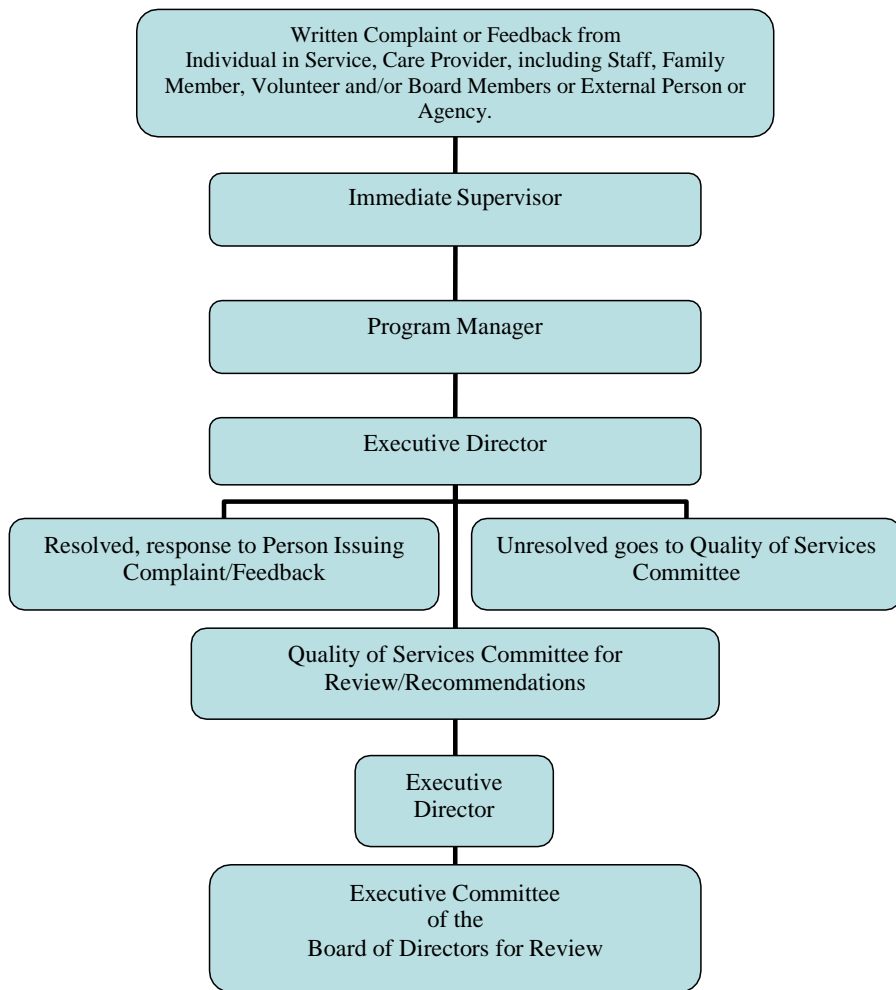 Written Complaint or Feedback from
Individual in Service, Care Provider, including Staff, Family
Member, Volunteer and/or Board Members or External Person or
Agency.
Immediate Supervisor
Program Manager
Executive Director
Resolved, response to Person Issuing
Complaint/Feedback
Unresolved goes to Quality of Services
Committee
Quality of Services Committee for
Review/Recommendations
Executive
Director
Executive Committee
of the
Board of Directors for Review